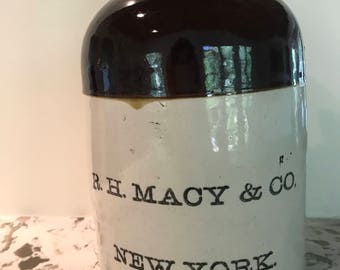 R. H. MACY & CO.
NEW YORK.